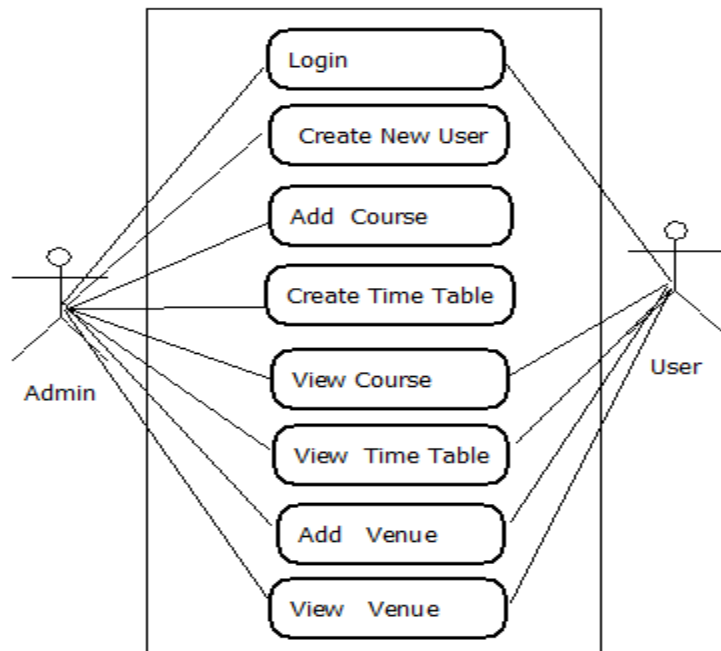 Login
Create New User
Add Course
Create Time Table
View Course
User
Admin
View Time Table
Add Venue
View Venue